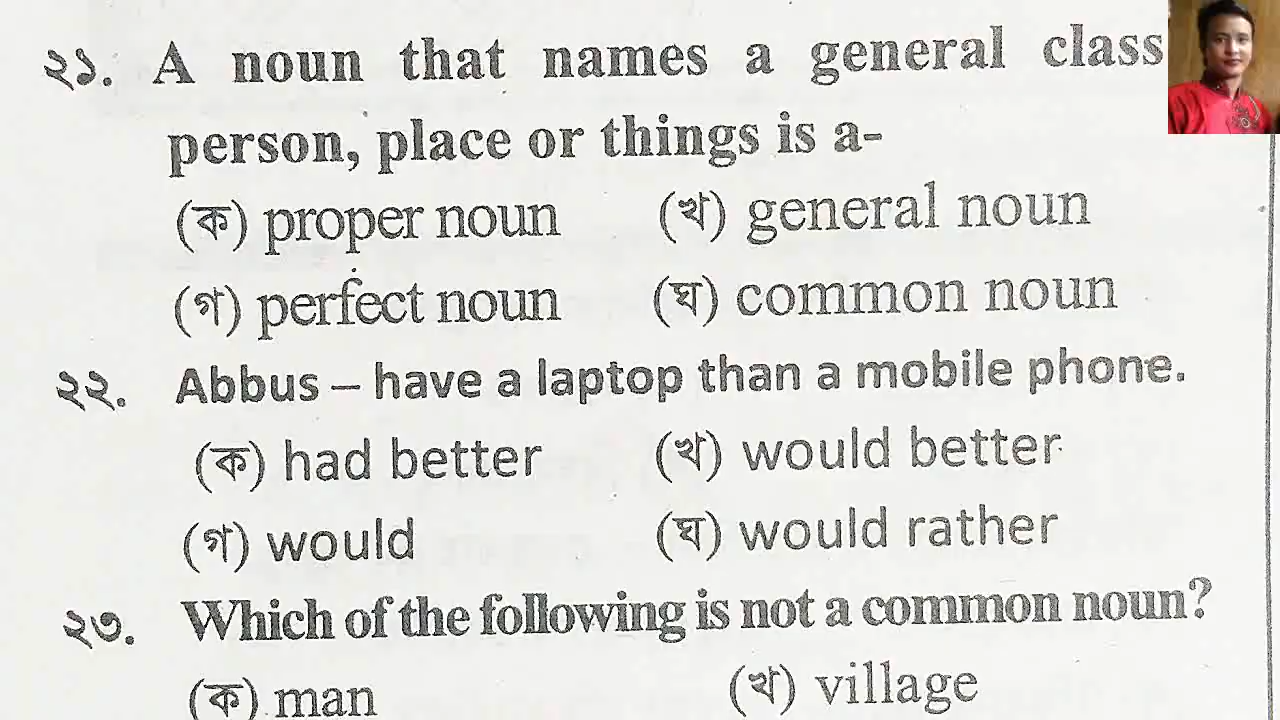 ২১. A noun that names a general class
person, place or things is a-
(ক) proper noun (খ) general noun
(গ) perfect noun (ঘ) common noun
২২. Abbus – have a laptop than a mobile phone.
(ক) had better (খ) would better
(গ) would (ঘ) would rather
২৩. Which of the following is not a common noun?
(ক) man (খ) village